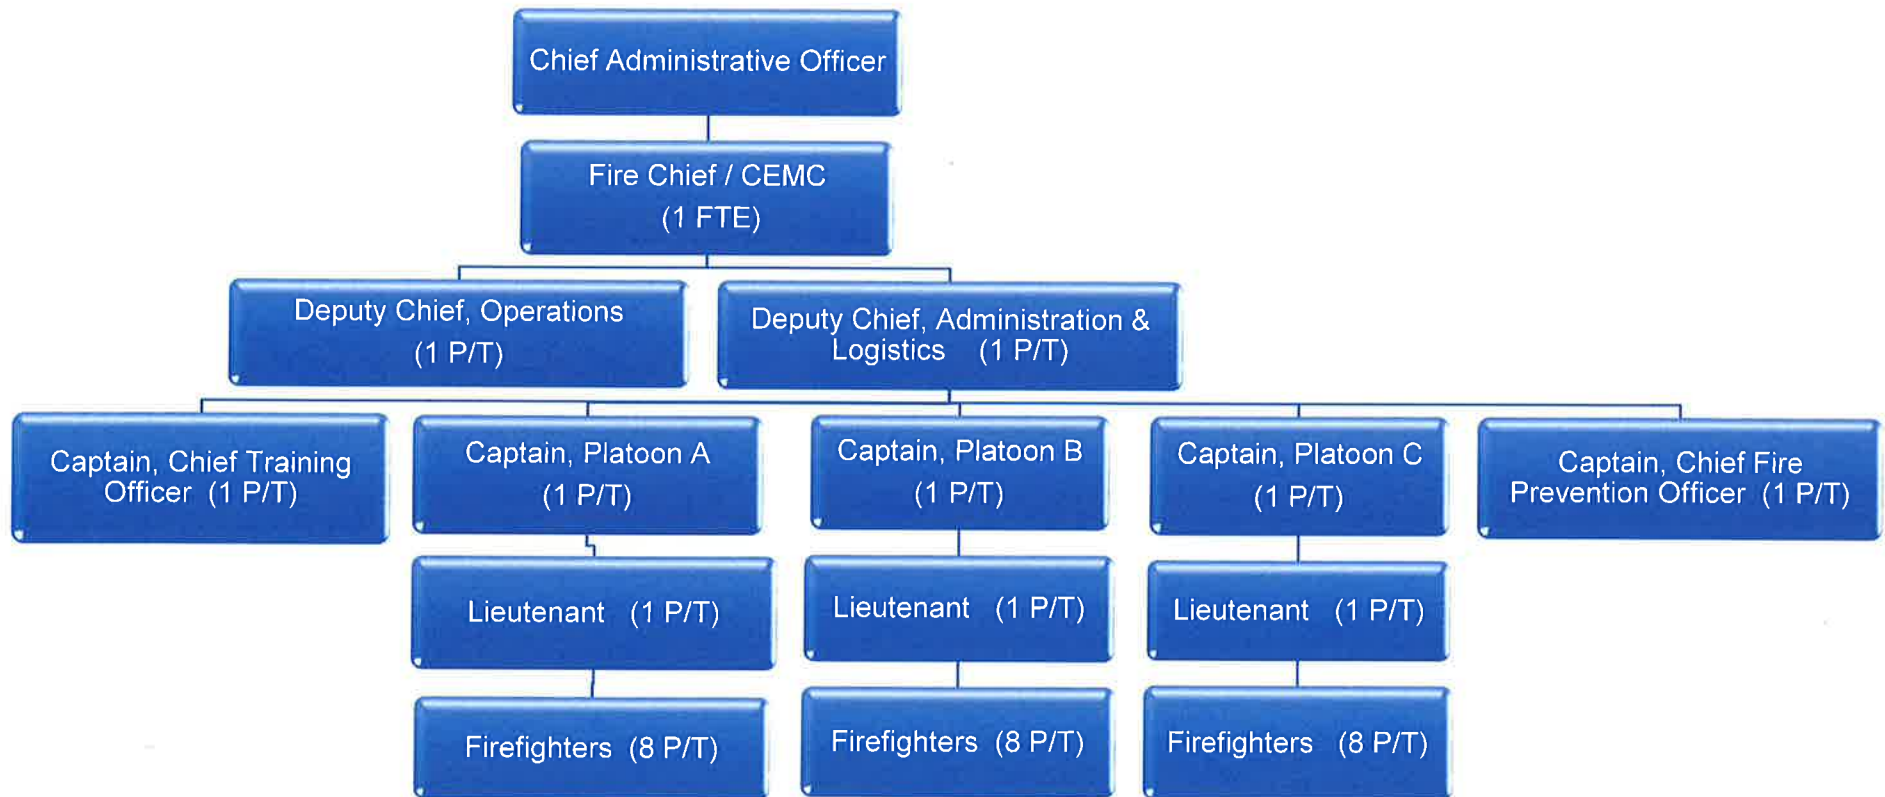 Chief Administrative Officer
Fire Chief / CEMC
(1 FTE)
Deputy Chief, Operations
(1 P/T)
Deputy Chief, Administration &
Logistics (1 P/T)
Captain, Chief Training
Officer (1 P/T)
Captain, Platoon A
(1 P/T)
Captain, Platoon B
(1 P/T)
Captain, Platoon C
(1 P/T)
Captain, Chief Fire
Prevention Officer (1 P/T)
Lieutenant (1 P/T)
Lieutenant (1 P/T)
Lieutenant (1 P/T)
Firefighters (8 P/T)
Firefighters (8 P/T)
Firefighters (8 P/T)